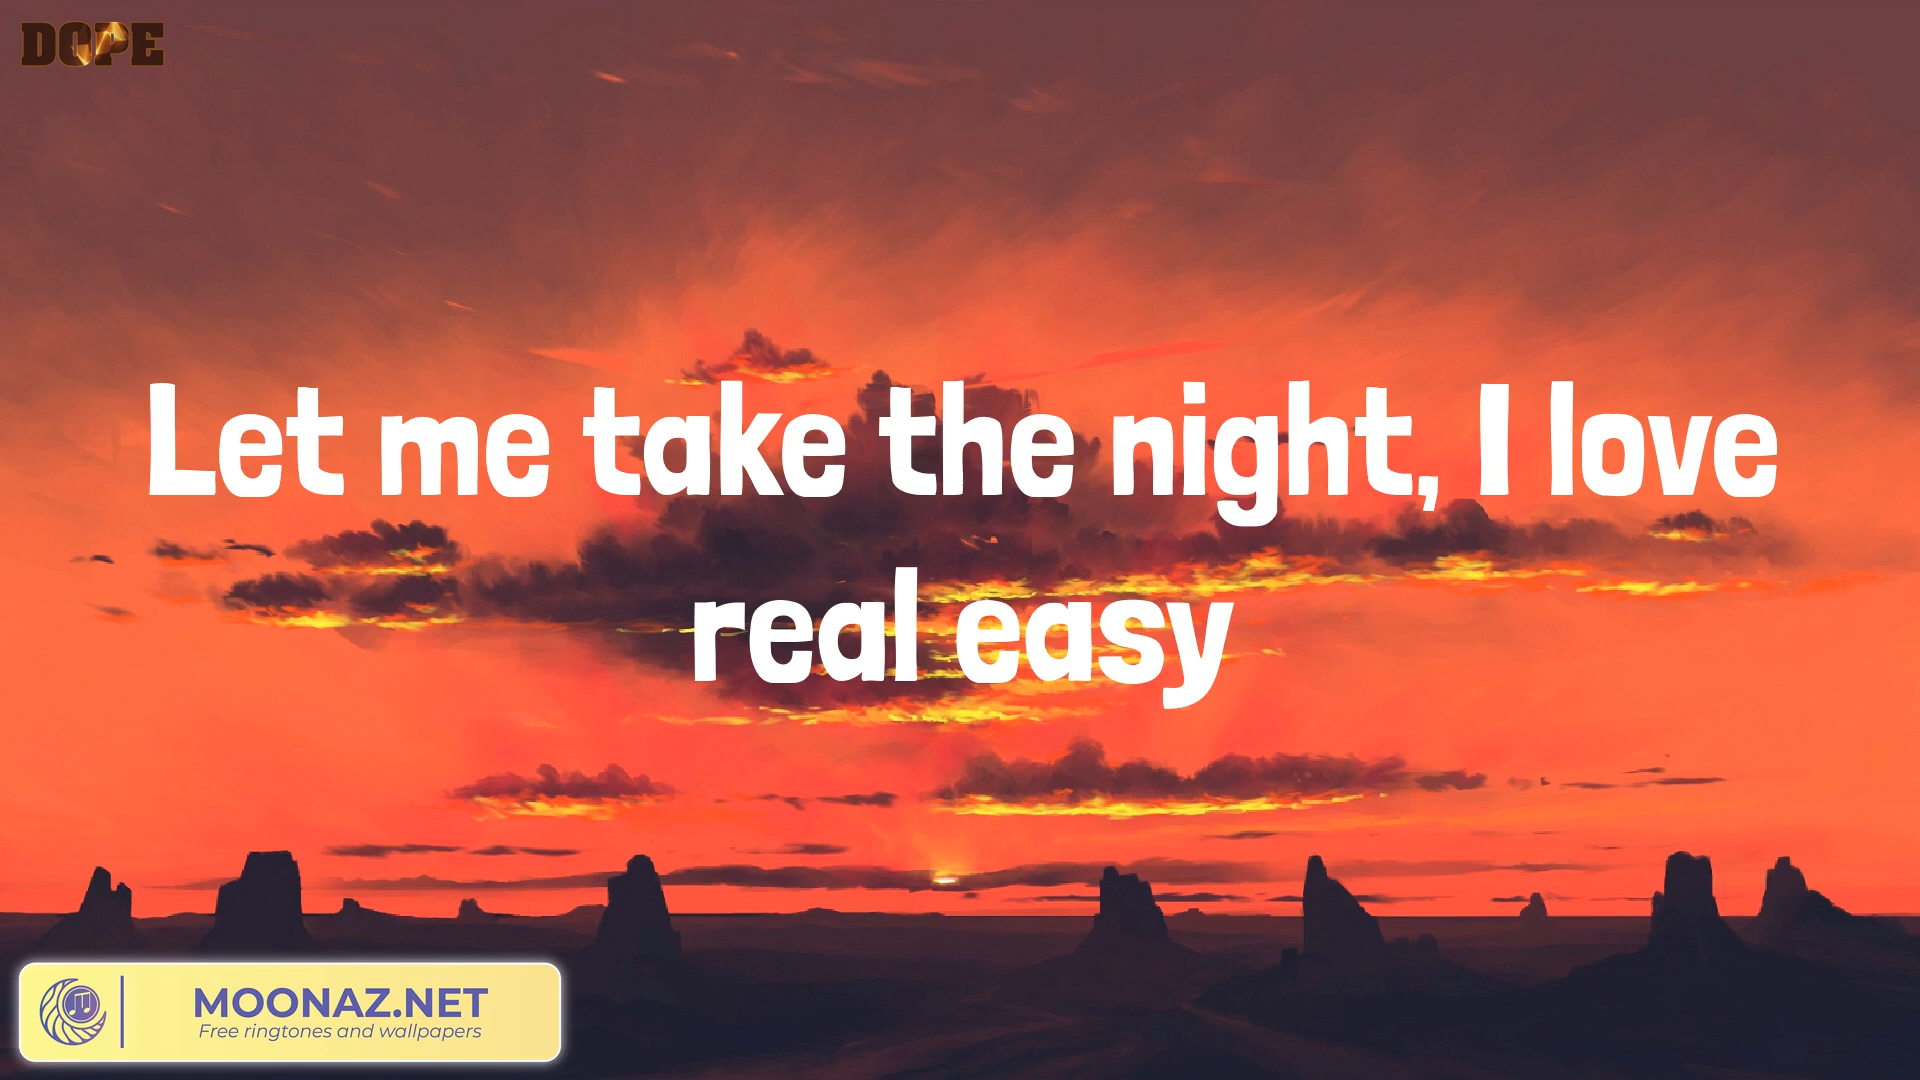 DOPE
Let me take the night, I love
real easy
MOONAZ.NET
Free ringtones and wallpapers